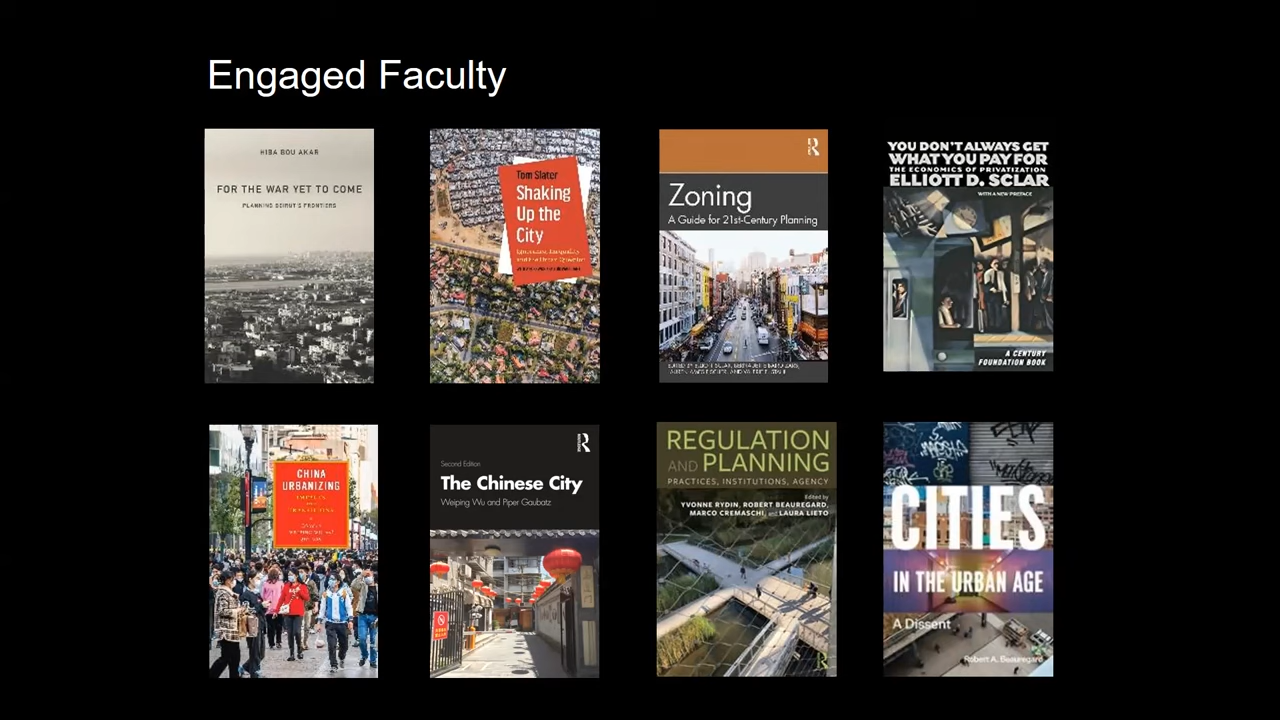 Engaged Faculty
HIBA BOU AKAR
FOR THE WAR YET TO COME
PLANNING BEIRUT'S FRONTIERS
Tom Slater
Shaking
Up the
City
R
Zoning
A Guide for 21st-Century Planning
YOU DON'T ALWAYS GET
WHAT YOU PAY FOR
THE ECONOMICS OF PRIVATIZATION
ELLIOTT D. SCLAR
WITH A NEW PREFACE
A CENTURY
FOUNDATION BOOK
CHINA
URBANIZING
R
Second Edition
The Chinese City
Weiping Wu and Piper Gaubatz
REGULATION
AND PLANNING
PRACTICES, INSTITUTIONS, AGENCY
Edited by
YVONNE RYDIN, ROBERT BEAUREGARD,
MARCO CREMASCHI, and LAURA LIETO
R
CITIES
IN THE URBAN AGE
A Dissent
Robert A. Beauregard